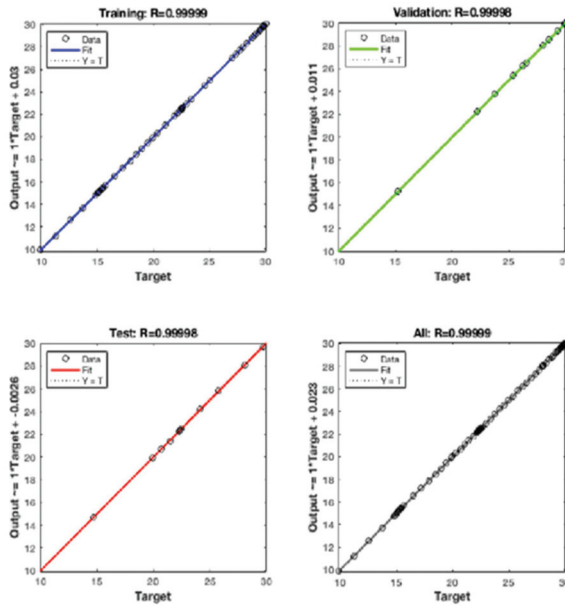 Training: R=0.99999
Output ~= 1*Target + 0.03
30
28
26
24
22
20
18
16
14
12
10
Data
Fit
Y = T
10 15 20 25 30
Target
Validation: R=0.99998
Output ~= 1*Target + 0.011
30
28
26
24
22
20
18
16
14
12
10
Data
Fit
Y = T
10 15 20 25 30
Target
Test: R=0.99998
Output ~= 1*Target + -0.0026
30
28
26
24
22
20
18
16
14
12
10
Data
Fit
Y = T
10 15 20 25 30
Target
All: R=0.99999
Output ~= 1*Target + 0.023
30
28
26
24
22
20
18
16
14
12
10
Data
Fit
Y = T
10 15 20 25 30
Target